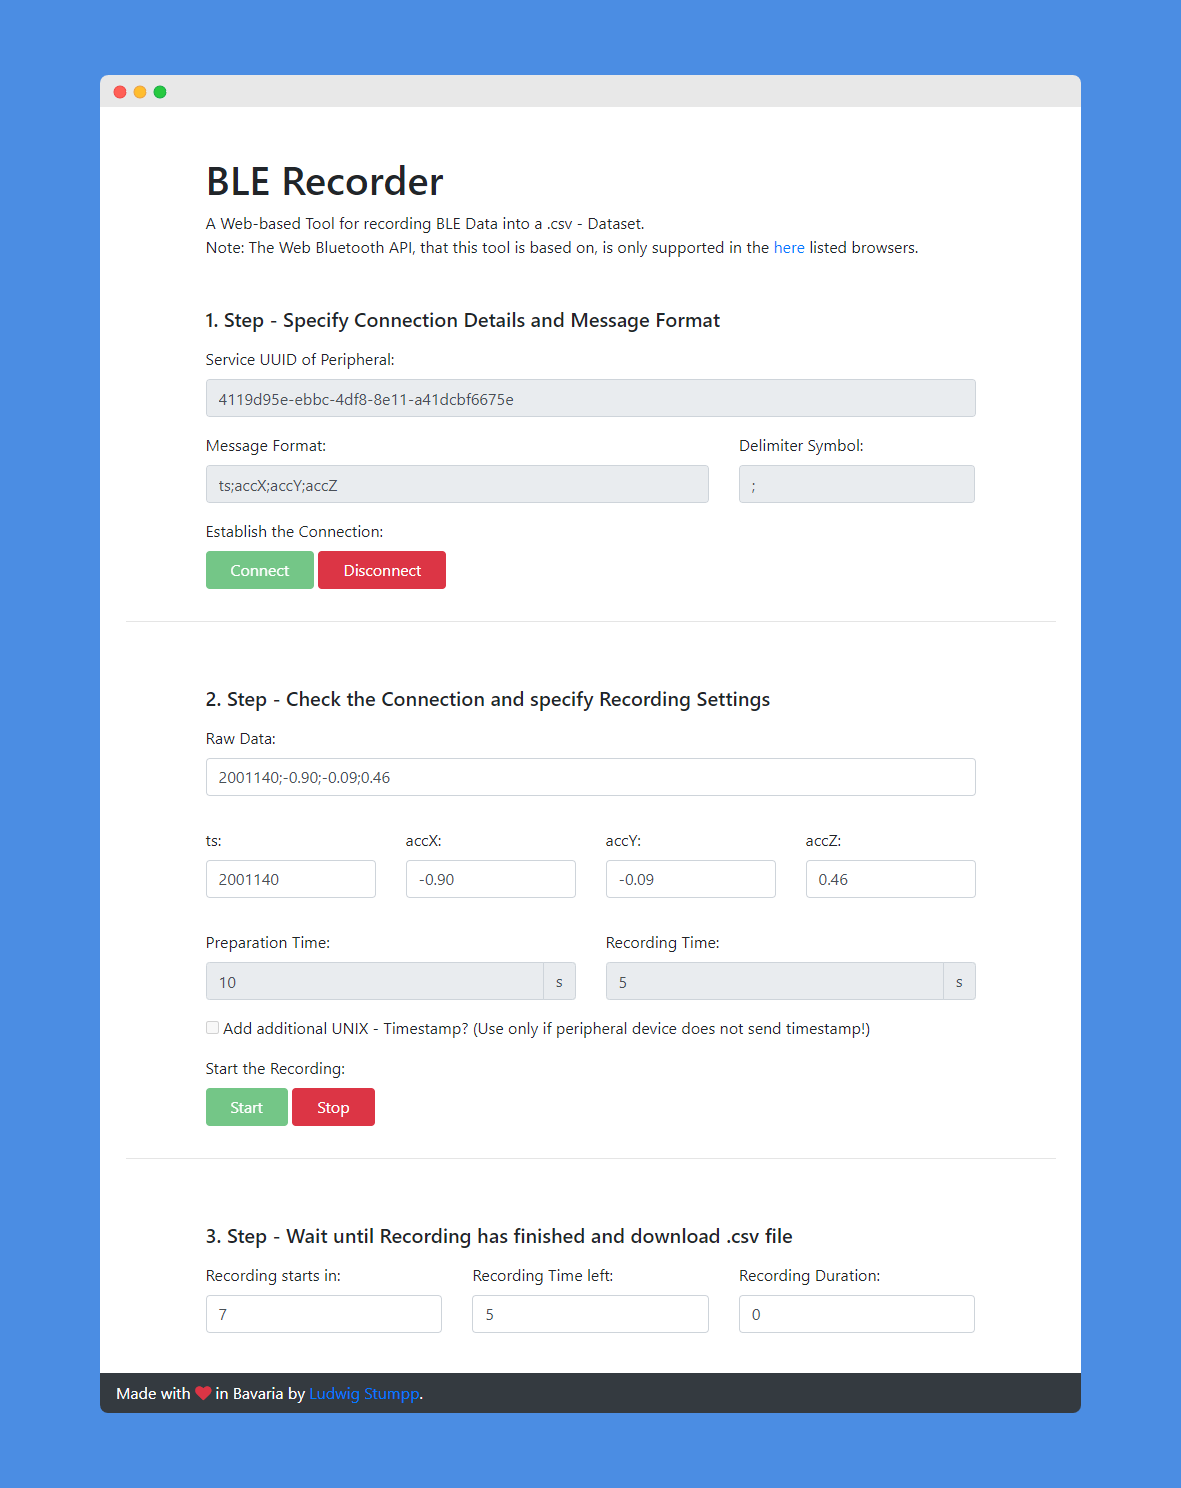 BLE Recorder
A Web-based Tool for recording BLE Data into a .csv - Dataset.
Note: The Web Bluetooth API, that this tool is based on, is only supported in the here listed browsers.
1. Step - Specify Connection Details and Message Format
Service UUID of Peripheral:
4119d95e-ebbc-4df8-8e11-a41dcbf6675e
Message Format: Delimiter Symbol:
ts;accX;accY;accZ ;
Establish the Connection:
Connect Disconnect
2. Step - Check the Connection and specify Recording Settings
Raw Data:
2001140;-0.90;-0.09;0.46
ts: accX: accY: accZ:
2001140 -0.90 -0.09 0.46
Preparation Time: Recording Time:
10 s 5 s
Add additional UNIX - Timestamp? (Use only if peripheral device does not send timestamp!)
Start the Recording:
Start Stop
3. Step - Wait until Recording has finished and download .csv file
Recording starts in: Recording Time left: Recording Duration:
7 5 0
Made with ❤ in Bavaria by Ludwig Stumpp.